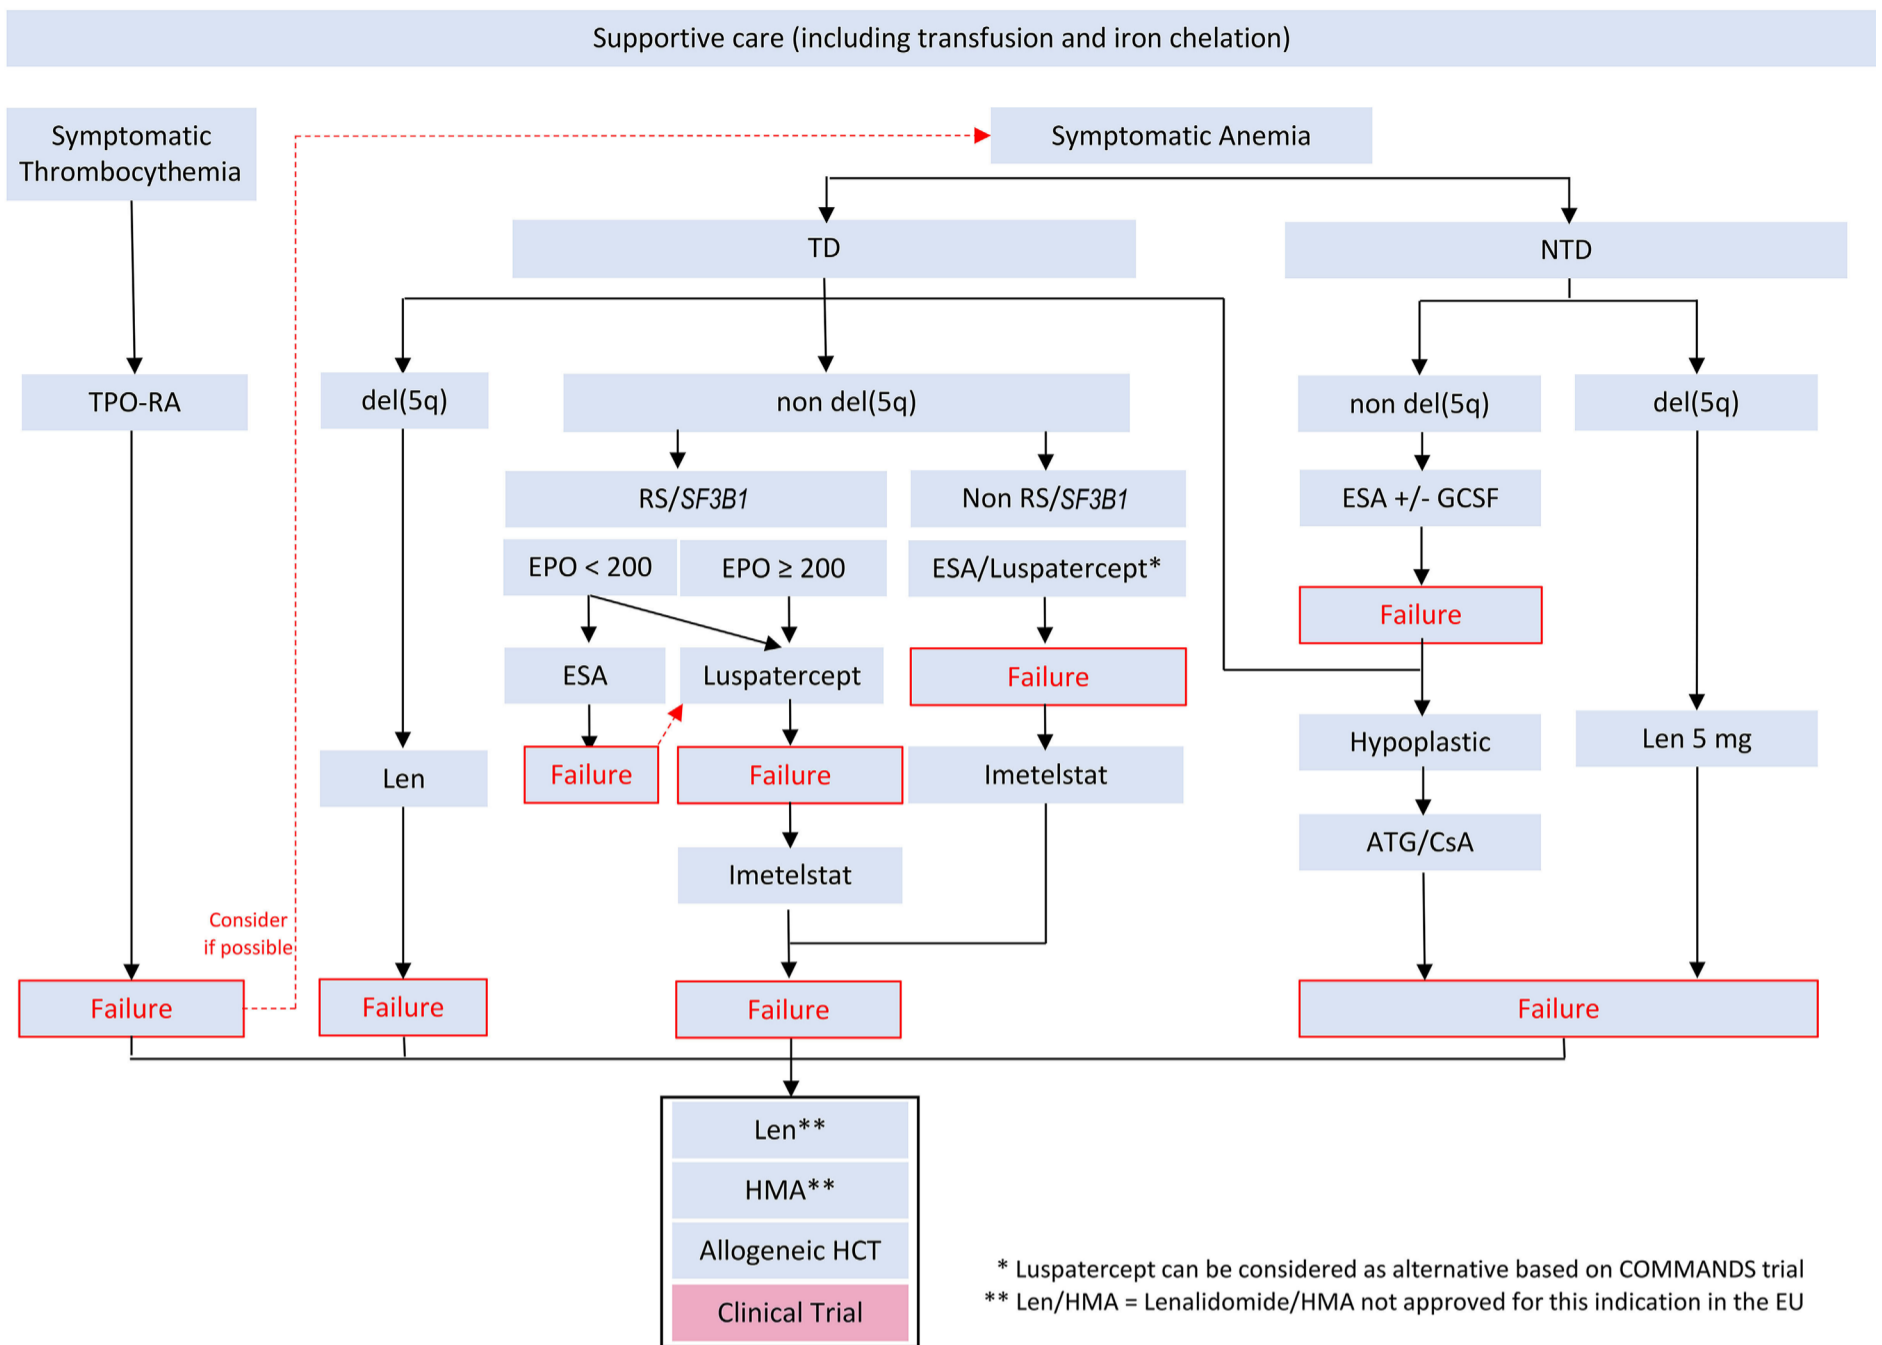 Supportive care (including transfusion and iron chelation)
Symptomatic
Thrombocythemia
Symptomatic Anemia
TD
NTD
TPO-RA
del(5q)
non del(5q)
non del(5q)
del(5q)
RS/SF3B1
Non RS/SF3B1
ESA +/- GCSF
EPO < 200
EPO ≥ 200
ESA/Luspatercept*
Failure
ESA
Luspatercept
Failure
Hypoplastic
Len 5 mg
Len
Failure
Failure
Imetelstat
ATG/CsA
Imetelstat
Consider
if possible
Failure
Failure
Failure
Failure
Len**
HMA**
Allogeneic HCT
Clinical Trial
* Luspatercept can be considered as alternative based on COMMANDS trial
** Len/HMA = Lenalidomide/HMA not approved for this indication in the EU